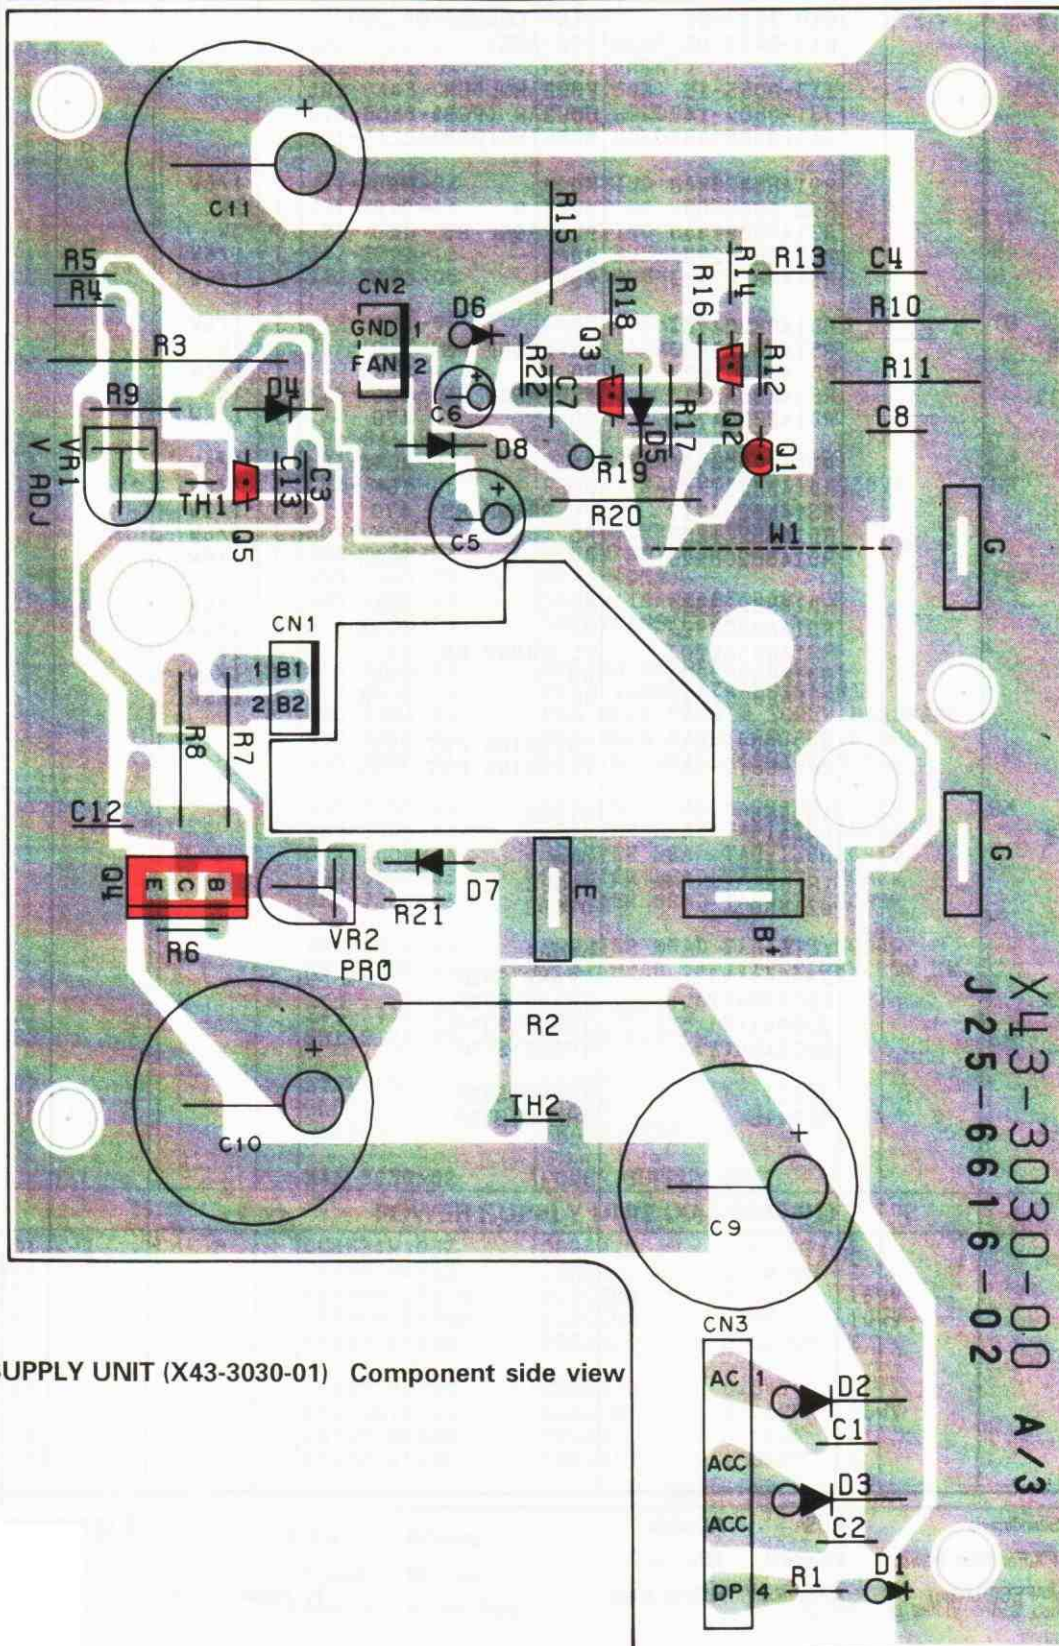 C11
R15
R5
R4
R3
R9
CN2
GND 1
FAN 2
D6
R18
R16
R14
R13
C4
R10
R11
C8
Q3
R22
C7
R12
D4
C6
R17
D5
Q2
Q1
VR1
V ADJ
TH1
Q5
C13
C3
D8
R19
C5
R20
W1
G
CN1
1 B1
2 B2
R8
R7
C12
Q4
E C B
R6
VR2
PRO
D7
R21
E
B+
G
R2
TH2
C10
C9
X43-3030-00 A/3
J25-6616-02
UPPLY UNIT (X43-3030-01) Component side view
CN3
AC 1
D2
C1
ACC
D3
ACC
C2
DP 4
R1
D1